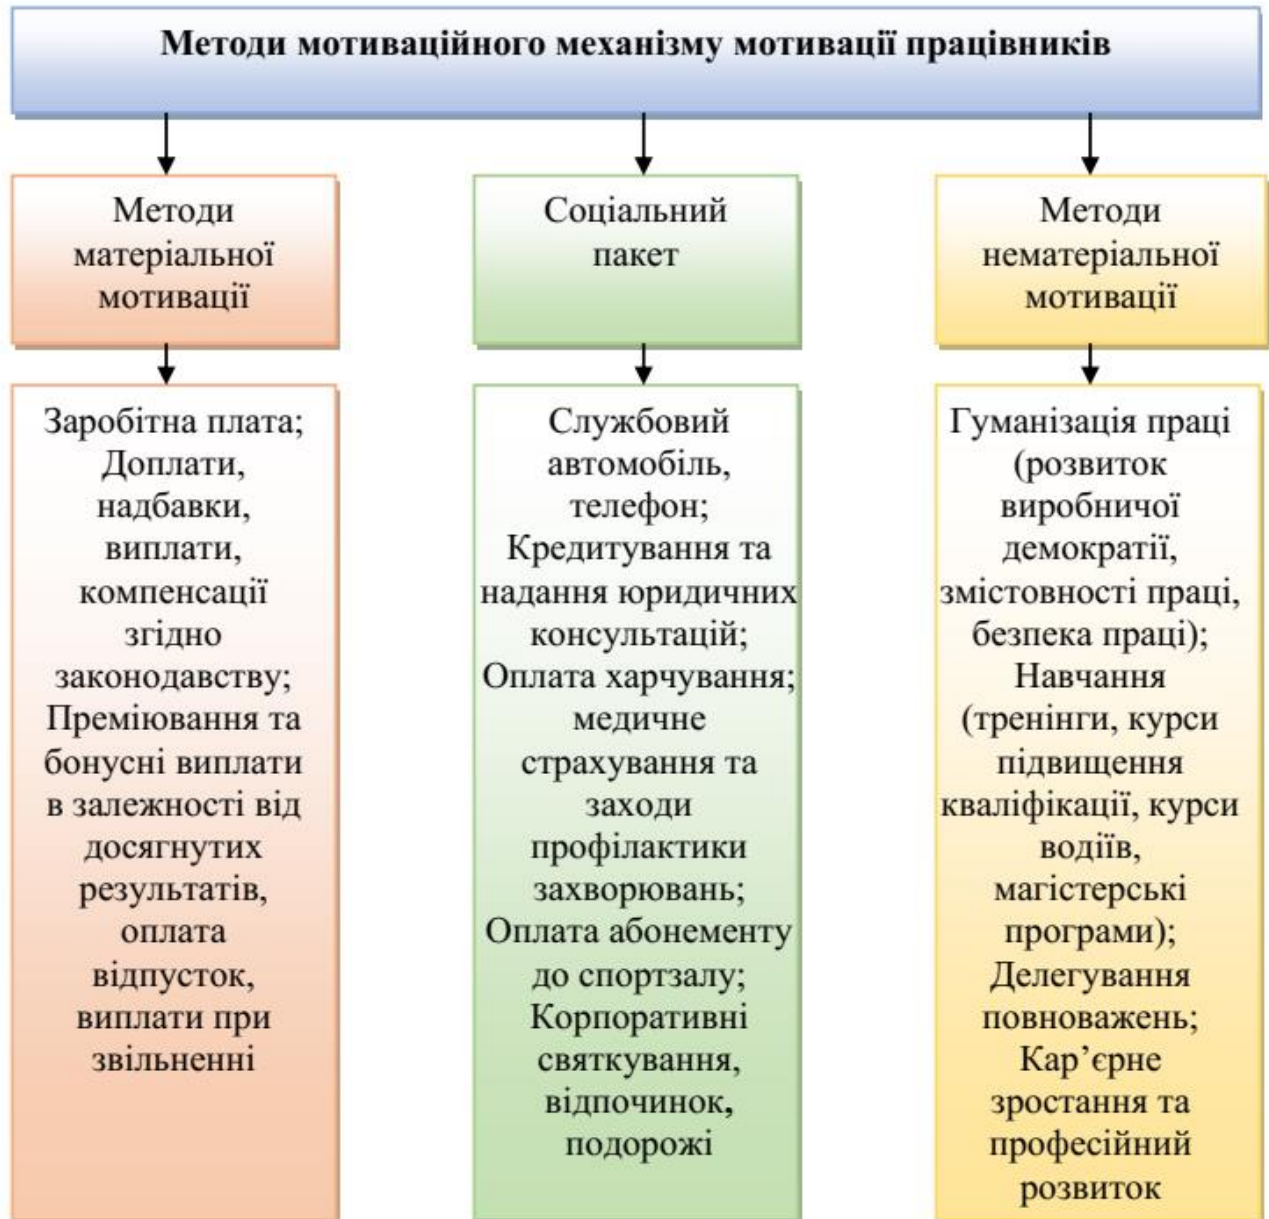 Методи мотиваційного механізму мотивації працівників
Методи
матеріальної
мотивації
Соціальний
пакет
Методи
нематеріальної
мотивації
Заробітна плата;
Доплати,
надбавки,
виплати,
компенсації
згідно
законодавству;
Преміювання та
бонусні виплати
в залежності від
досягнутих
результатів,
оплата
відпусток,
виплати при
звільненні
Службовий
автомобіль,
телефон;
Кредитування та
надання юридичних
консультацій;
Оплата харчування;
медичне
страхування та
заходи
профілактики
захворювань;
Оплата абонементу
до спортзалу;
Корпоративні
святкування,
відпочинок,
подорожі
Гуманізація праці
(розвиток
виробничої
демократії,
змістовності праці,
безпека праці);
Навчання
(тренінги, курси
підвищення
кваліфікації, курси
водіїв,
магістерські
програми);
Делегування
повноважень;
Кар’єрне
зростання та
професійний
розвиток